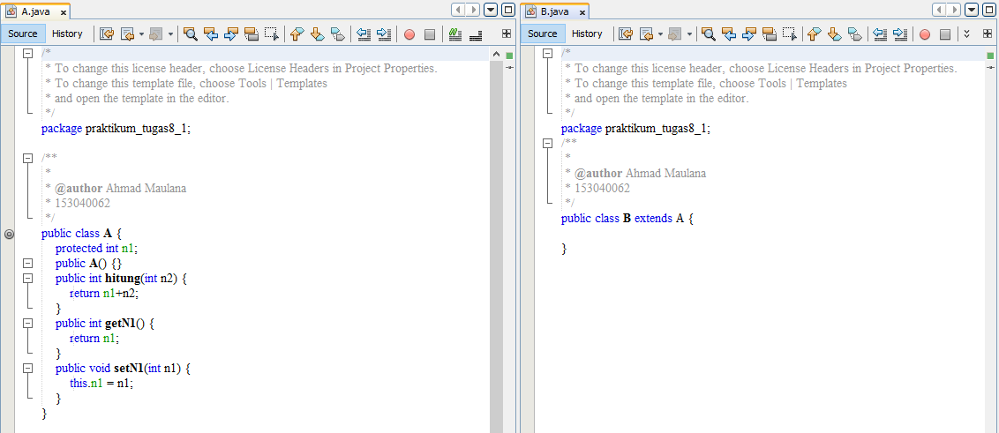 A.java
Source History
/*
* To change this license header, choose License Headers in Project Properties.
* To change this template file, choose Tools | Templates
* and open the template in the editor.
*/
package praktikum_tugas8_1;
/**
*
* @author Ahmad Maulana
* 153040062
*/
public class A {
protected int n1;
public A() {}
public int hitung(int n2) {
return n1+n2;
}
public int getN1() {
return n1;
}
public void setN1(int n1) {
this.n1 = n1;
}
}
B.java
Source History
/*
* To change this license header, choose License Headers in Project Properties.
* To change this template file, choose Tools | Templates
* and open the template in the editor.
*/
package praktikum_tugas8_1;
/**
*
* @author Ahmad Maulana
* 153040062
*/
public class B extends A {
}